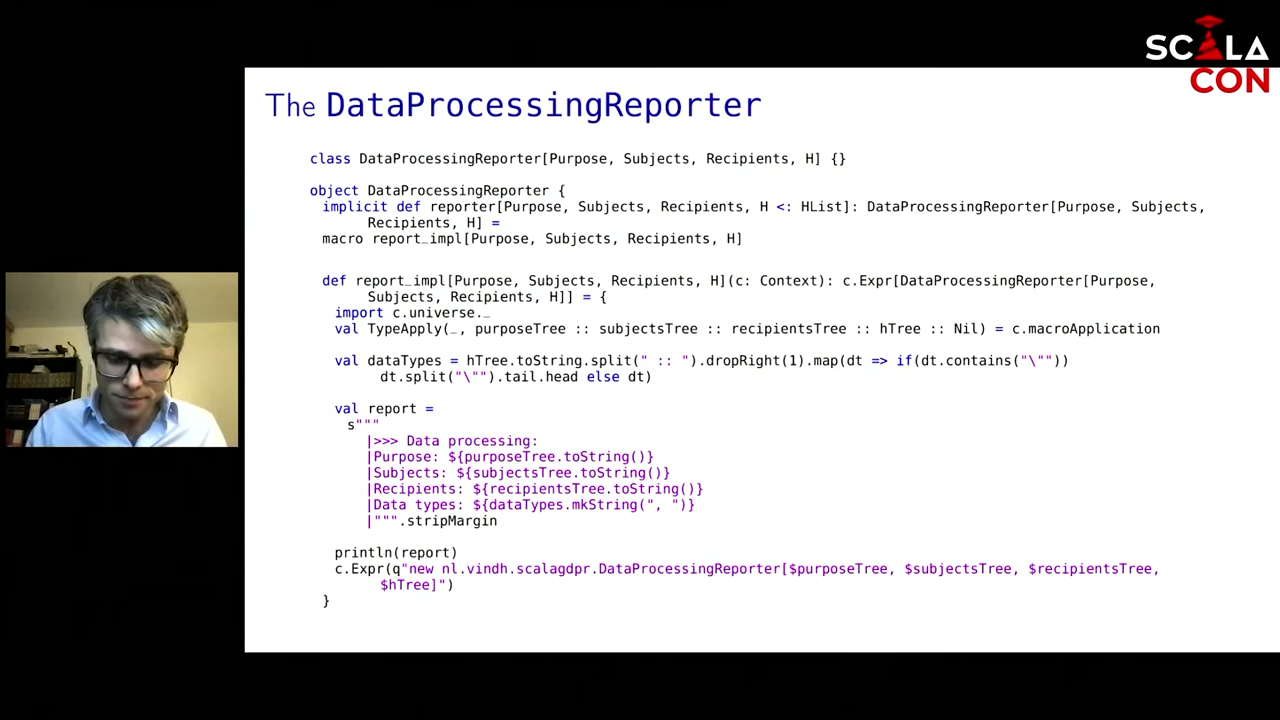 SCALA
CON
The DataProcessingReporter
class DataProcessingReporter[Purpose, Subjects, Recipients, H] {}
object DataProcessingReporter {
implicit def reporter[Purpose, Subjects, Recipients, H <: HList]: DataProcessingReporter[Purpose, Subjects,
Recipients, H] =
macro report_impl[Purpose, Subjects, Recipients, H]
def report_impl[Purpose, Subjects, Recipients, H](c: Context): c.Expr[DataProcessingReporter[Purpose,
Subjects, Recipients, H]] = {
import c.universe._
val TypeApply(_, purposeTree :: subjectsTree :: recipientsTree :: hTree :: Nil) = c.macroApplication
val dataTypes = hTree.toString.split(" :: ").dropRight(1).map(dt => if(dt.contains("\""))
dt.split("\"").tail.head else dt)
val report =
s"""
|>>> Data processing:
|Purpose: ${purposeTree.toString()}
|Subjects: ${subjectsTree.toString()}
|Recipients: ${recipientsTree.toString()}
|Data types: ${dataTypes.mkString(", ")}
|""".stripMargin
println(report)
c.Expr(q"new nl.vindh.scalagdpr.DataProcessingReporter[$purposeTree, $subjectsTree, $recipientsTree,
$hTree]")
}